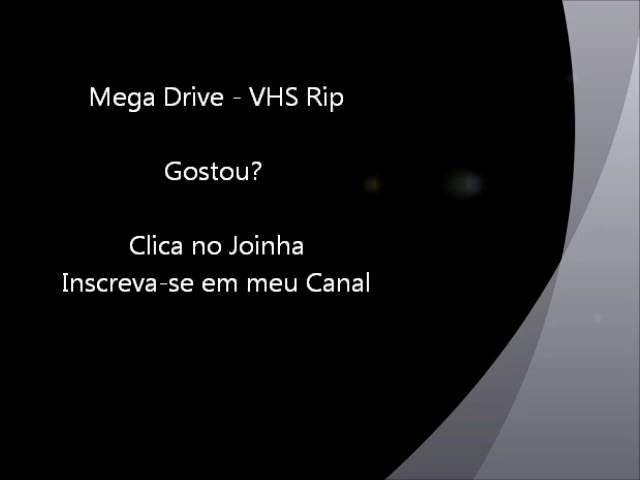 Mega Drive - VHS Rip
Gostou?
Clica no Joinha
Inscreva-se em meu Canal